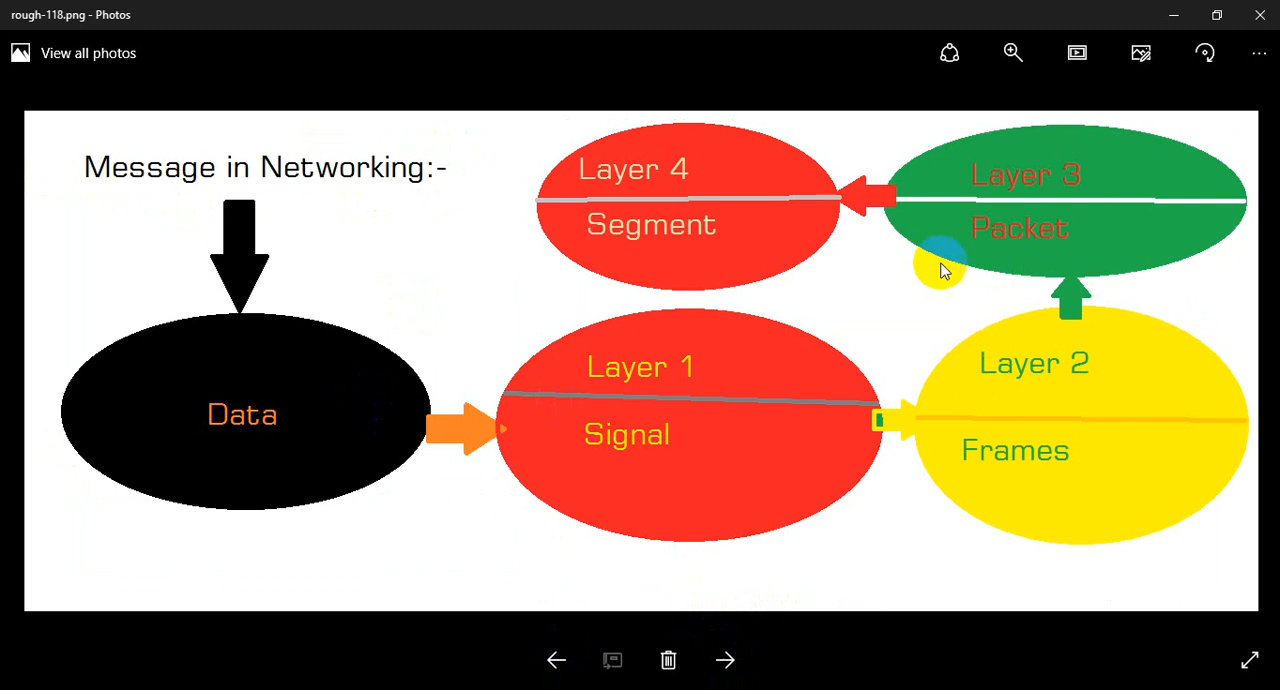 rough-118.png - Photos
View all photos
Message in Networking:-
Data
Layer 1
Signal
Layer 2
Frames
Layer 3
Packet
Layer 4
Segment